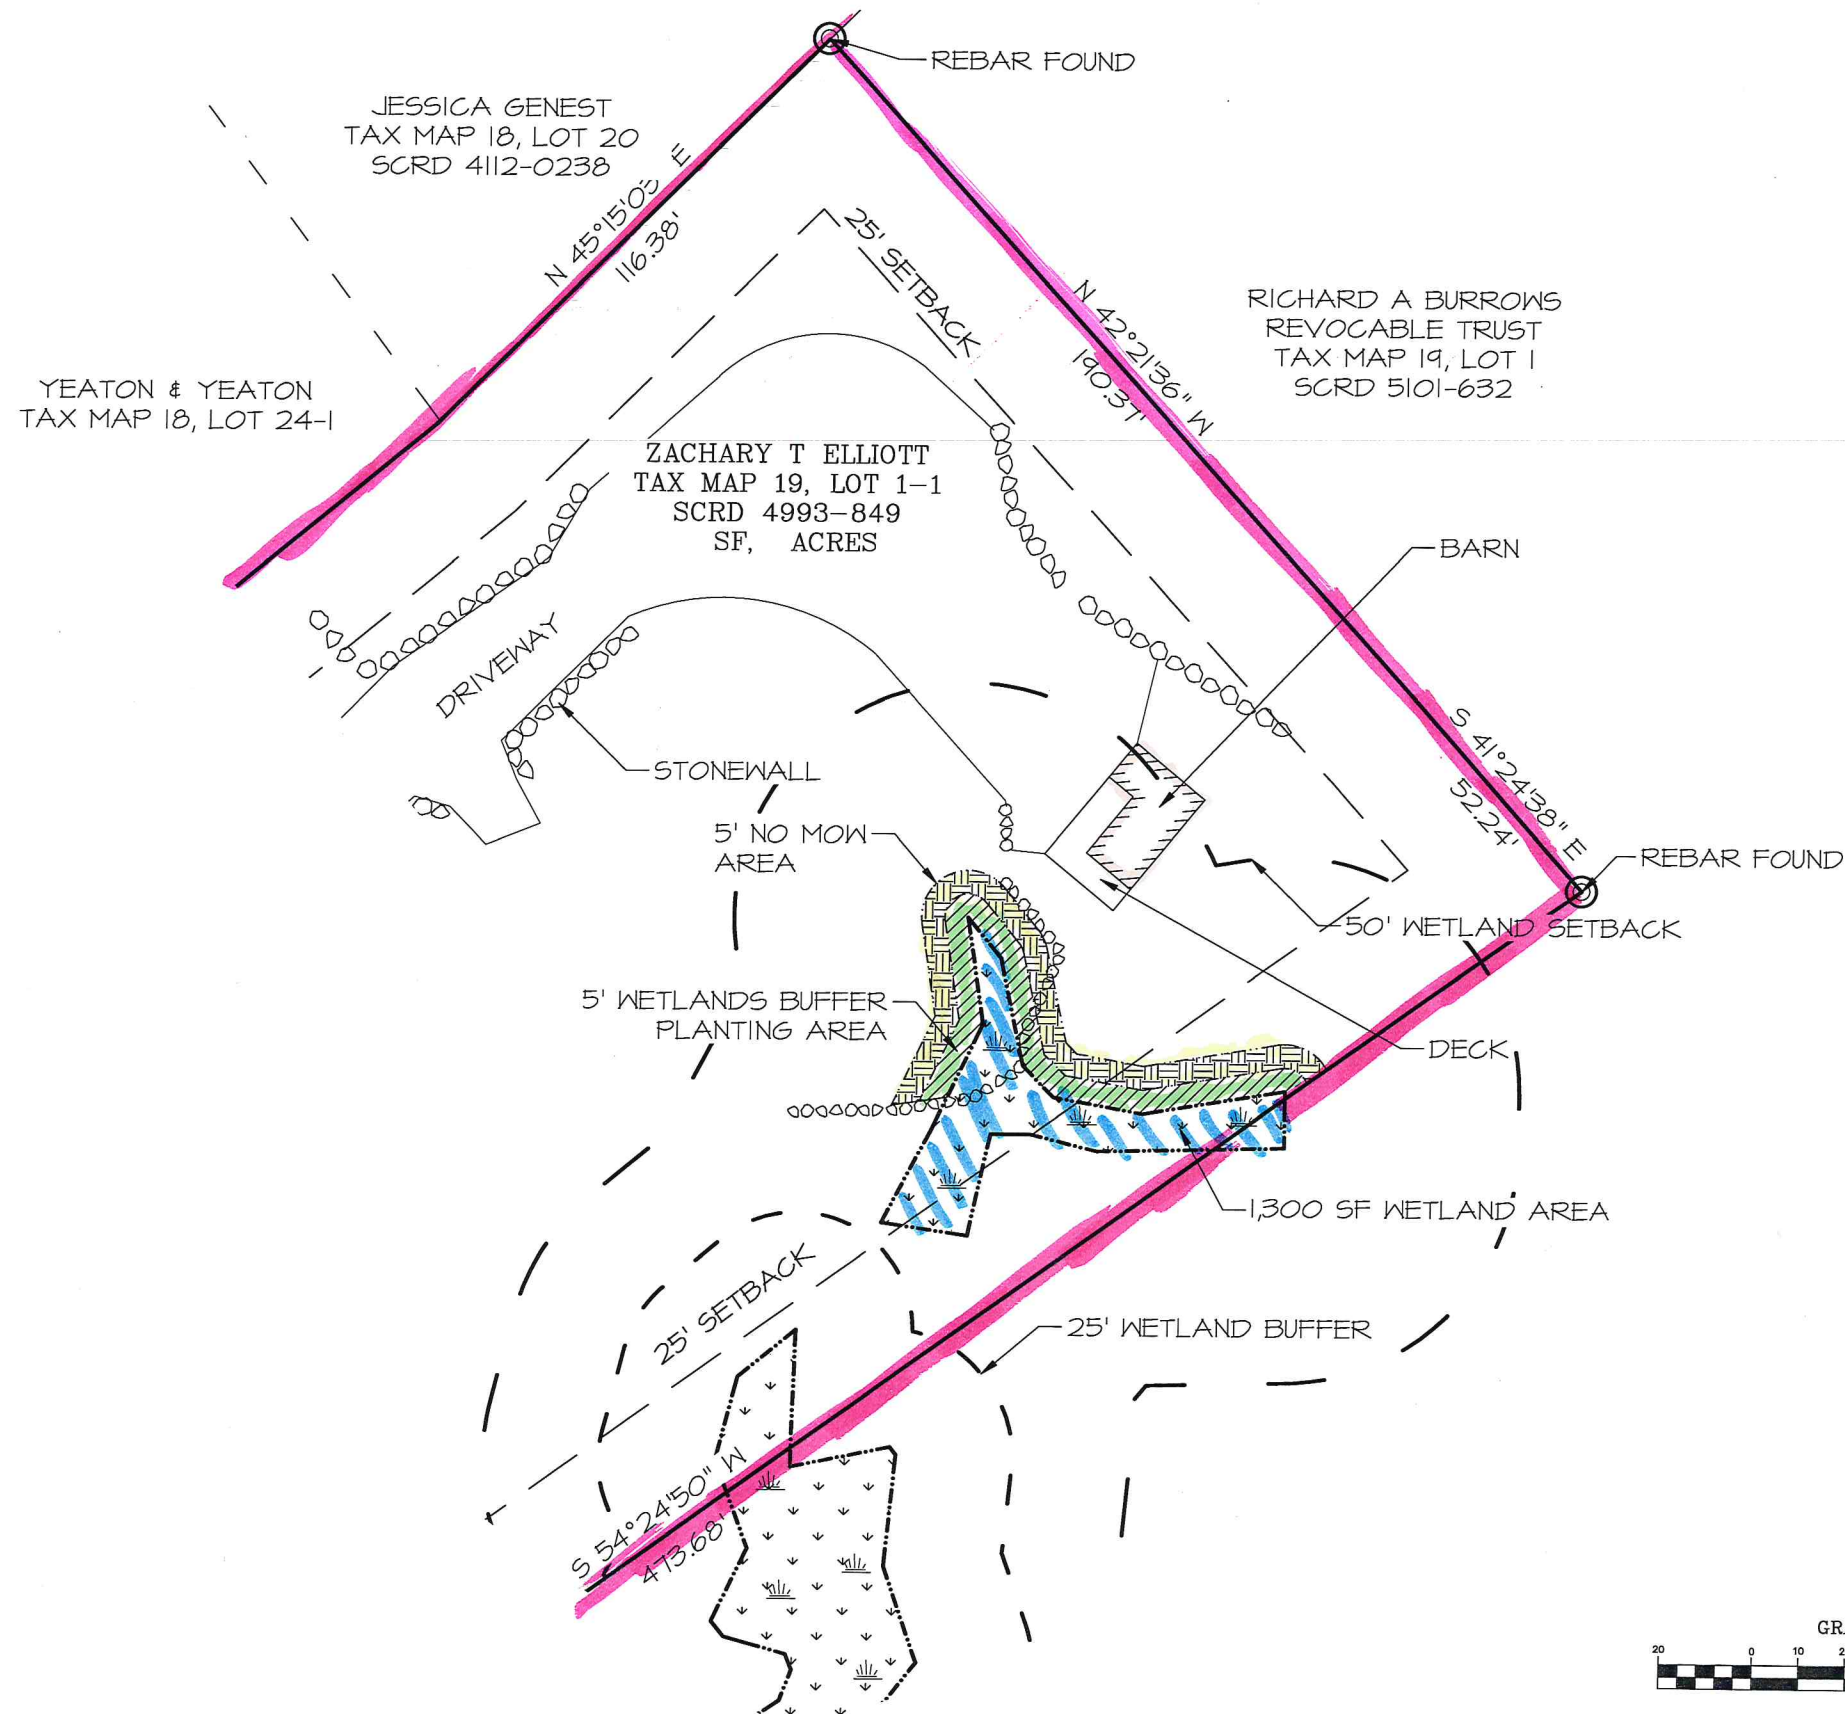 REBAR FOUND
JESSICA GENEST
TAX MAP 18, LOT 20
SCRD 4112-0238
N 45°15'05 E
116.38'
25' SETBACK
N 42°21'36" W
190.37'
RICHARD A BURROWS
REVOCABLE TRUST
TAX MAP 19, LOT 1
SCRD 5101-632
YEATON & YEATON
TAX MAP 18, LOT 24-1
ZACHARY T ELLIOTT
TAX MAP 19, LOT 1-1
SCRD 4993-849
SF, ACRES
BARN
DRIVEWAY
STONEWALL
S 41°24'38" E
52.24'
5' NO MOW
AREA
REBAR FOUND
50' WETLAND SETBACK
5' WETLANDS BUFFER
PLANTING AREA
DECK
1,300 SF WETLAND AREA
25' SETBACK
25' WETLAND BUFFER
S 54°24'50" W
473.68'
20 0 10